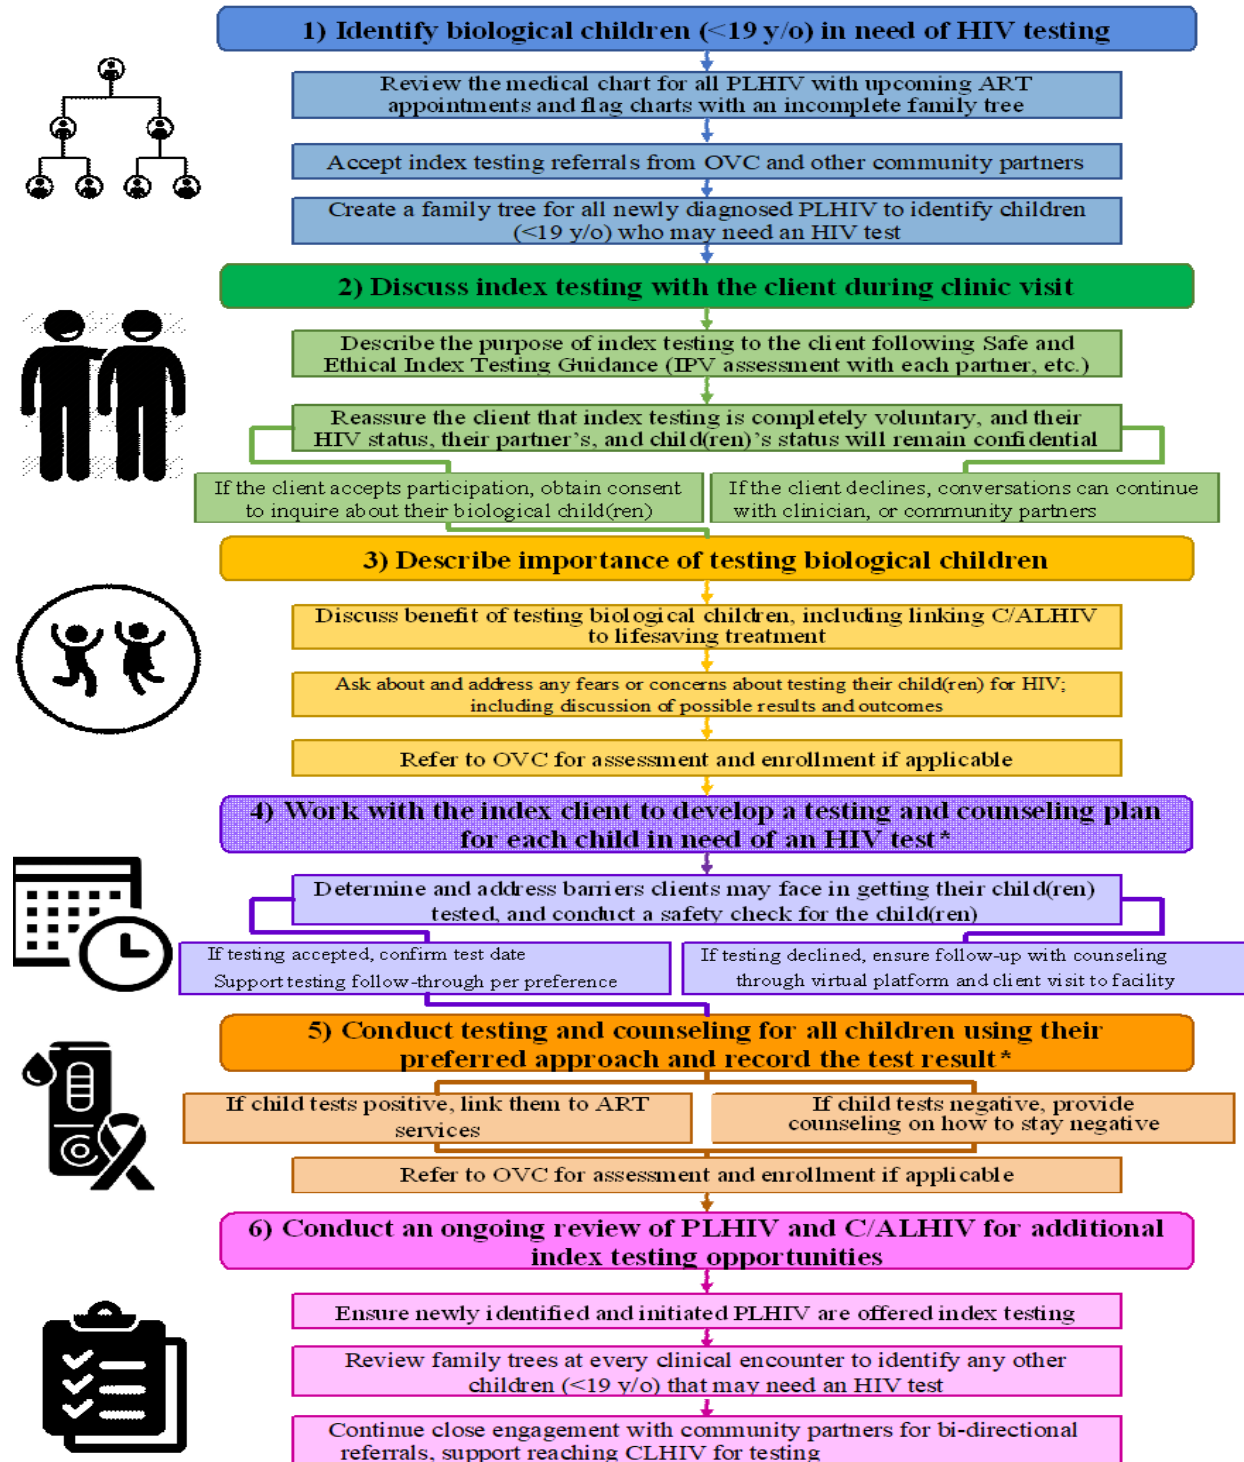 1) Identify biological children (<19 y/o) in need of HIV testing
Review the medical chart for all PLHIV with upcoming ART
appointments and flag charts with an incomplete family tree
Accept index testing referrals from OVC and other community partners
Create a family tree for all newly diagnosed PLHIV to identify children
(<19 y/o) who may need an HIV test
2) Discuss index testing with the client during clinic visit
Describe the purpose of index testing to the client following Safe and
Ethical Index Testing Guidance (IPV assessment with each partner, etc.)
Reassure the client that index testing is completely voluntary, and their
HIV status, their partner's, and child(ren)'s status will remain confidential
If the client accepts participation, obtain consent
to inquire about their biological child(ren)
If the client declines, conversations can continue
with clinician, or community partners
3) Describe importance of testing biological children
Discuss benefit of testing biological children, including linking C/ALHIV
to lifesaving treatment
Ask about and address any fears or concerns about testing their child(ren) for HIV;
including discussion of possible results and outcomes
Refer to OVC for assessment and enrollment if applicable
4) Work with the index client to develop a testing and counseling plan
for each child in need of an HIV test*
Determine and address barriers clients may face in getting their child(ren)
tested, and conduct a safety check for the child(ren)
If testing accepted, confirm test date
Support testing follow-through per preference
If testing declined, ensure follow-up with counseling
through virtual platform and client visit to facility
5) Conduct testing and counseling for all children using their
preferred approach and record the test result*
If child tests positive, link them to ART
services
If child tests negative, provide
counseling on how to stay negative
Refer to OVC for assessment and enrollment if applicable
6) Conduct an ongoing review of PLHIV and C/ALHIV for additional
index testing opportunities
Ensure newly identified and initiated PLHIV are offered index testing
Review family trees at every clinical encounter to identify any other
children (<19 y/o) that may need an HIV test
Continue close engagement with community partners for bi-directional
referrals, support reaching CLHIV for testing